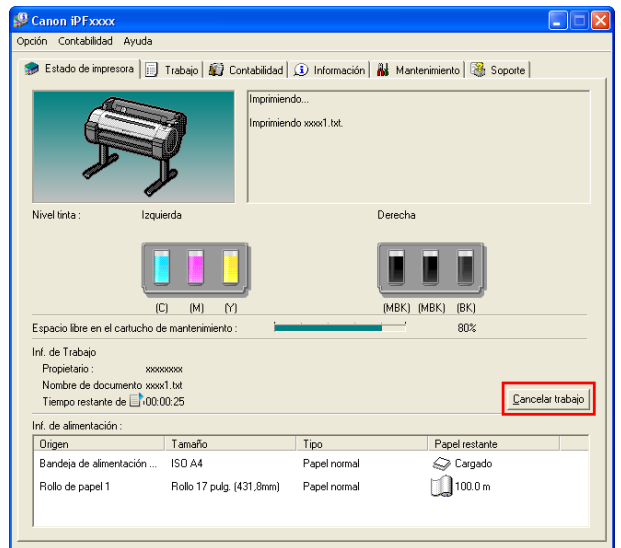 Canon iPFxxxx
Opción Contabilidad Ayuda
Estado de impresora Trabajo Contabilidad Información Mantenimiento Soporte
Imprimiendo...
Imprimiendo xxxx1.txt.
Nivel tinta : Izquierda Derecha
(C) (M) (Y) (MBK) (MBK) (BK)
Espacio libre en el cartucho de mantenimiento : 80%
Inf. de Trabajo
Propietario : xxxxxxxx
Nombre de documento xxxx1.txt
Tiempo restante de :00:00:25
Cancelar trabajo
Inf. de alimentación :
Origen Tamaño Tipo Papel restante
Bandeja de alimentación ... ISO A4 Papel normal Cargado
Rollo de papel 1 Rollo 17 pulg. (431,8mm) Papel normal 100.0 m